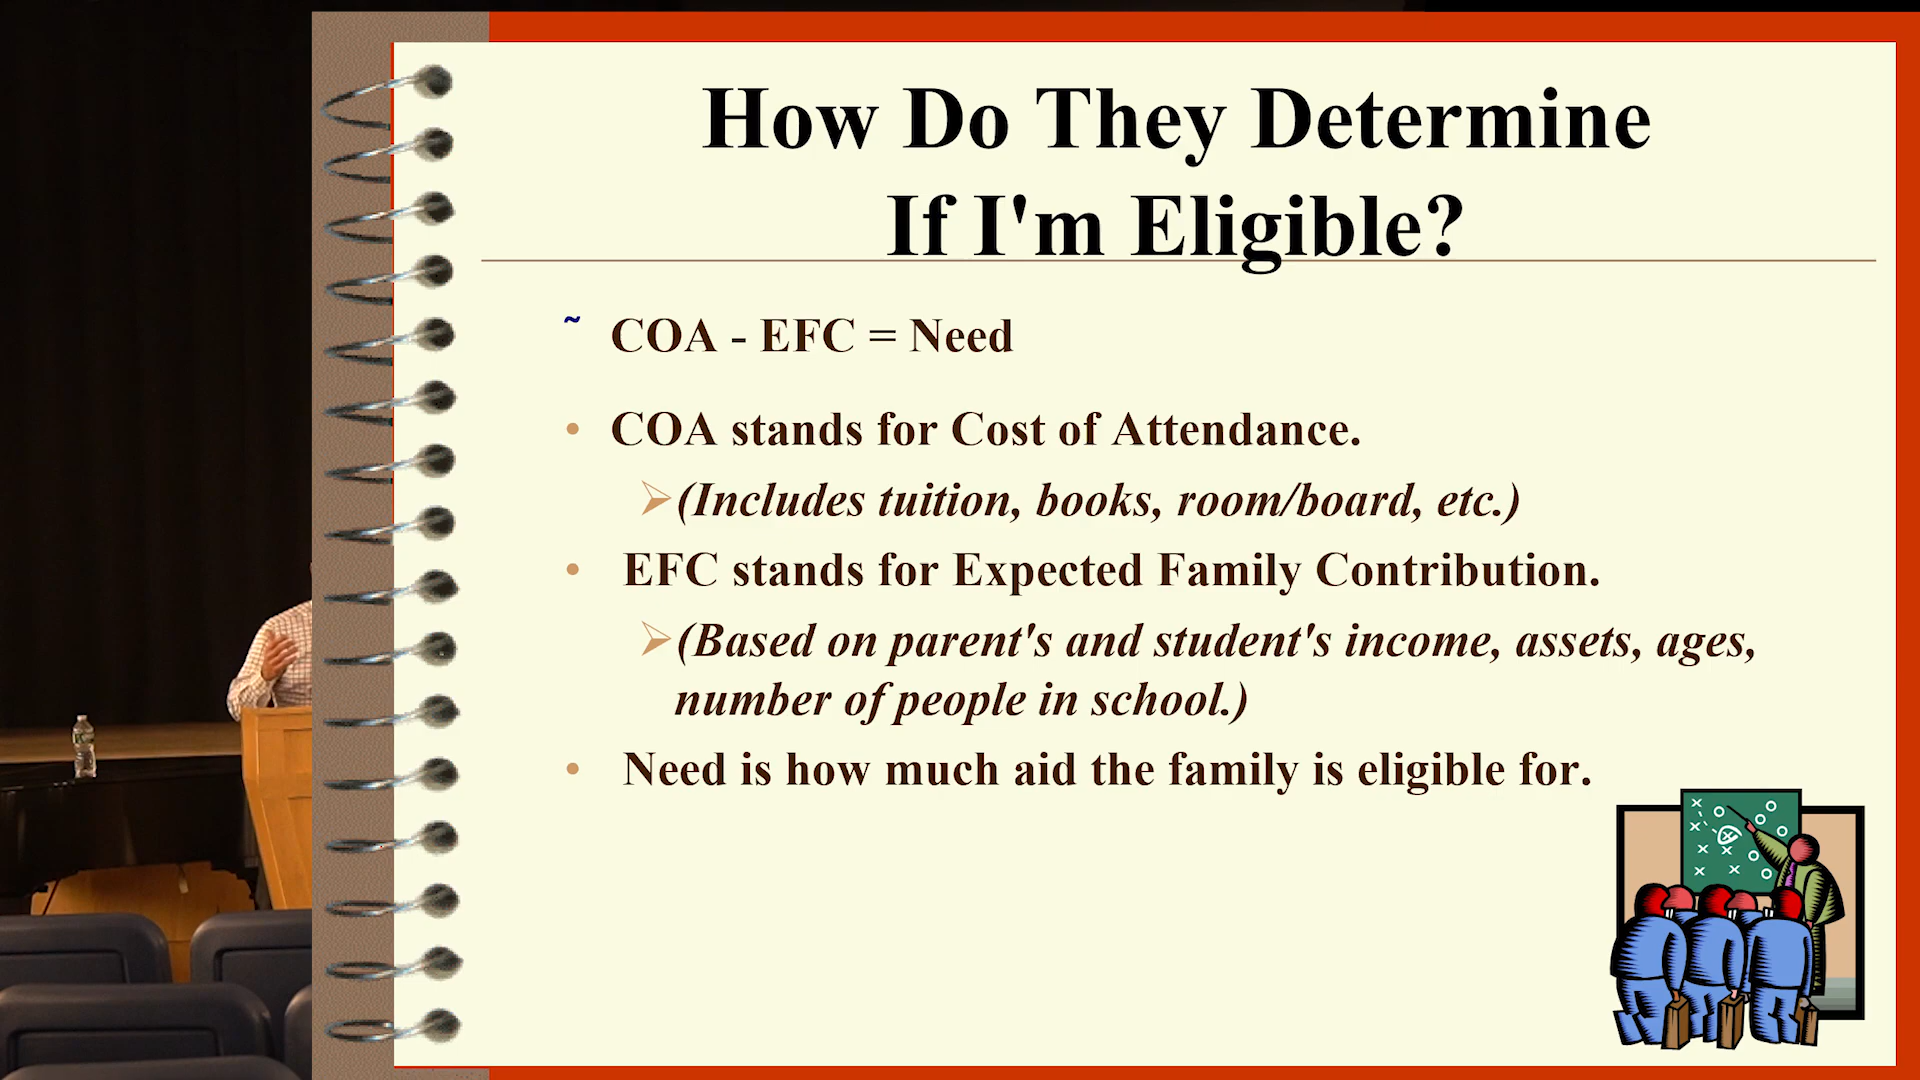 How Do They Determine
If I'm Eligible?
˜ COA - EFC = Need
• COA stands for Cost of Attendance.
➢(Includes tuition, books, room/board, etc.)
• EFC stands for Expected Family Contribution.
➢(Based on parent's and student's income, assets, ages,
number of people in school.)
• Need is how much aid the family is eligible for.